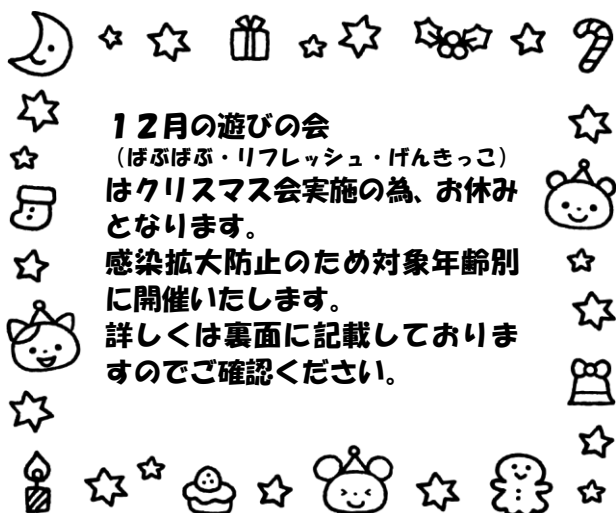 12月の遊びの会
(ばぶばぶ・リフレッシュ・げんきっこ)
はクリスマス会実施の為、お休み
となります。
感染拡大防止のため対象年齢別
に開催いたします。
詳しくは裏面に記載しておりま
すのでご確認ください。